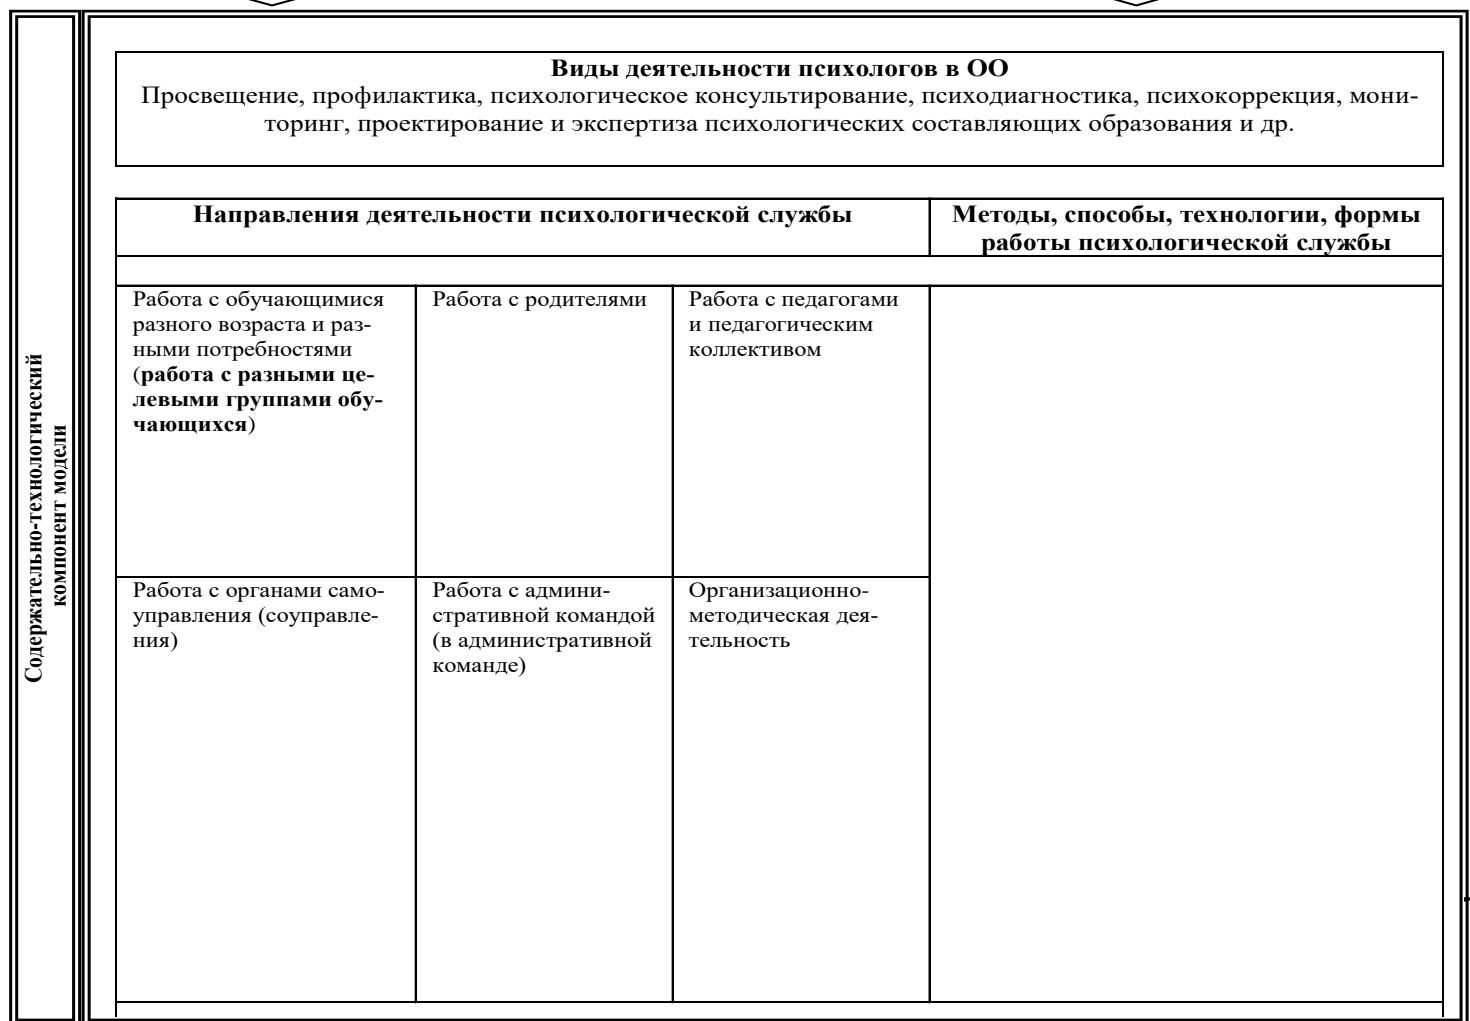 Содержательно-технологический
компонент модели
Виды деятельности психологов в ОО
Просвещение, профилактика, психологическое консультирование, психодиагностика, психокоррекция, мони-
торинг, проектирование и экспертиза психологических составляющих образования и др.
Направления деятельности психологической службы
Методы, способы, технологии, формы
работы психологической службы
Работа с обучающимися
разного возраста и раз-
ными потребностями
(работа с разными це-
левыми группами обу-
чающихся)
Работа с родителями
Работа с педагогами
и педагогическим
коллективом
Работа с органами само-
управления (соуправле-
ния)
Работа с админи-
стративной командой
(в административной
команде)
Организационно-
методическая дея-
тельность